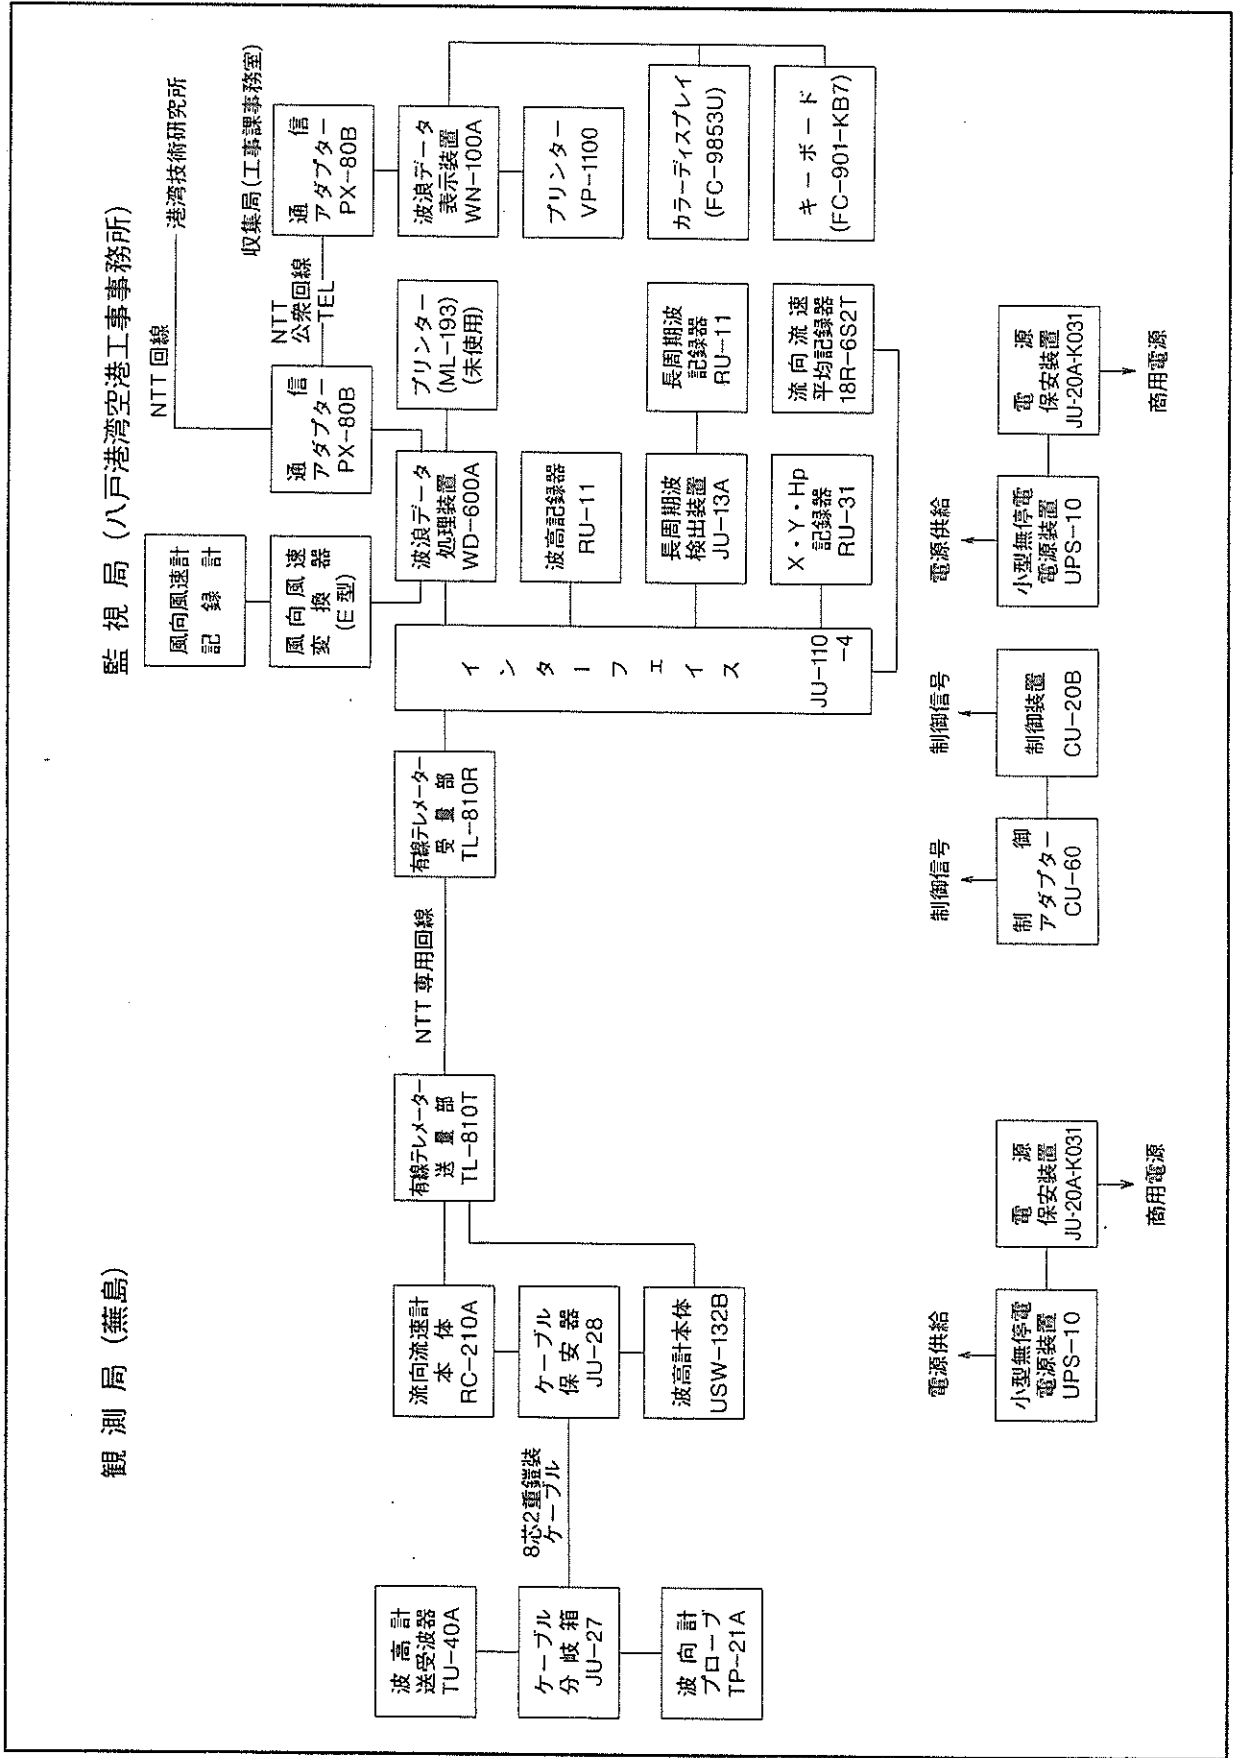 観測局(蕪島)
監視局(八戸港湾空港工事事務所)
波高計
送受波器
TU-40A
ケーブル
分岐箱
JU-27
波向計
プローブ
TP-21A
8芯2重鎧装
ケーブル
流向流速計
本体
RC-210A
ケーブル
保安器
JU-28
波高計本体
USW-132B
有線テレメーター
送量部
TL-810T
NTT 専用回線
有線テレメーター
受量部
TL-810R
インターフェイス
JU-110
-4
風向風速計
記録計
風向風速
変換器
(E型)
波浪データ
処理装置
WD-600A
波高記録器
RU-11
長周期波
検出装置
JU-13A
X・Y・Hp
記録器
RU-31
NTT 回線
港湾技術研究所
通信
アダプター
PX-80B
NTT
公衆回線
TEL
プリンター
(ML-193)
(未使用)
長周期波
記録器
RU-11
流向流速
平均記録器
18R-6S2T
収集局(工事課事務室)
通信
アダプター
PX-80B
波浪データ
表示装置
WN-100A
プリンター
VP-1100
カラーディスプレイ
(FC-9853U)
キーボード
(FC-901-KB7)
電源供給
小型無停電
電源装置
UPS-10
電源
保安装置
JU-20A-K031
商用電源
制御信号
制御
アダプター
CU-60
制御信号
制御装置
CU-20B
電源供給
小型無停電
電源装置
UPS-10
電源
保安装置
JU-20A-K031
商用電源